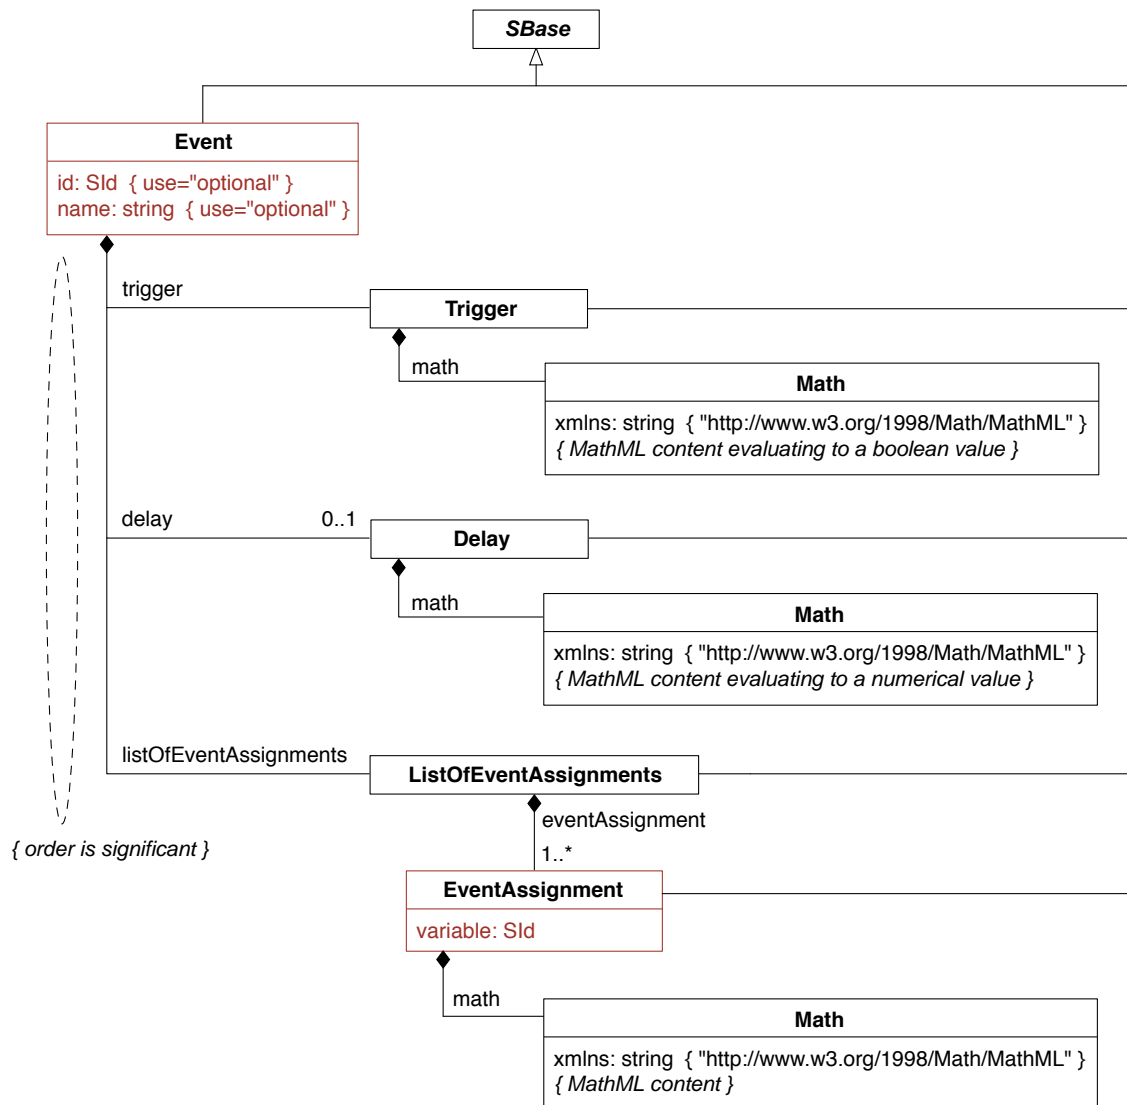 SBase
Event
id: SId { use="optional" }
name: string { use="optional" }
trigger
Trigger
math
Math
xmlns: string { "http://www.w3.org/1998/Math/MathML" }
{ MathML content evaluating to a boolean value }
delay
0..1
Delay
math
Math
xmlns: string { "http://www.w3.org/1998/Math/MathML" }
{ MathML content evaluating to a numerical value }
listOfEventAssignments
ListOfEventAssignments
eventAssignment
1..*
{ order is significant }
EventAssignment
variable: SId
math
Math
xmlns: string { "http://www.w3.org/1998/Math/MathML" }
{ MathML content }